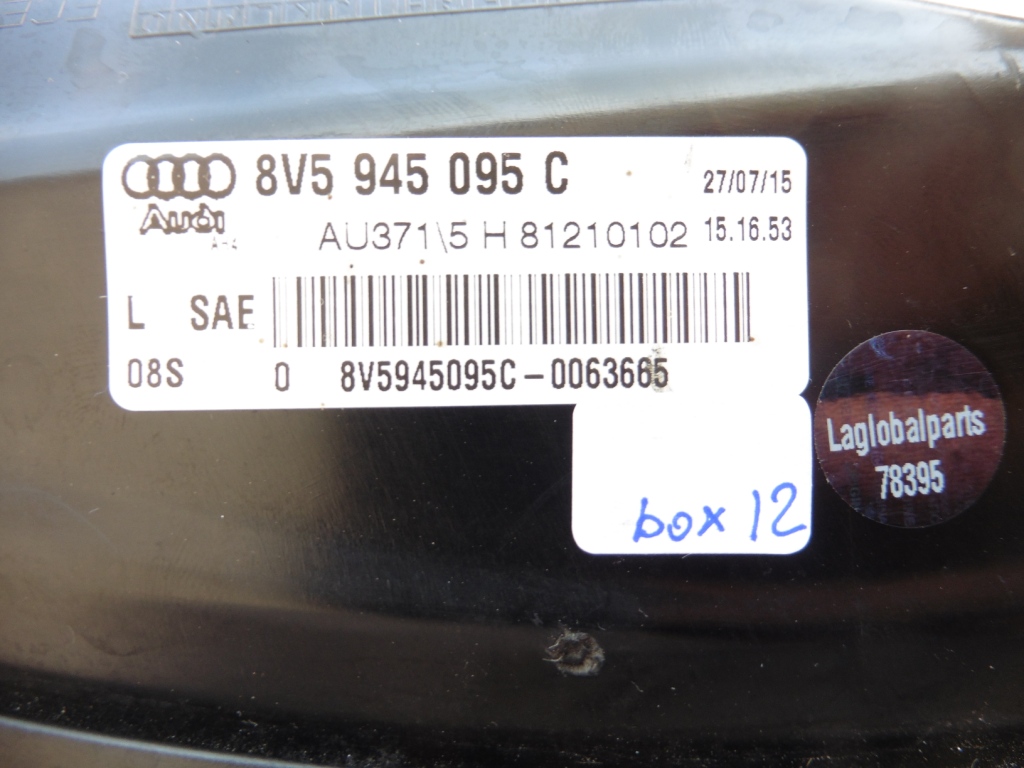 8V5 945 095 C
27/07/15
Audi
AU371\5 H 81210102
15.16.53
L SAE
08S 0 8V5945095C-0063665
Laglobalparts
78395
box 12